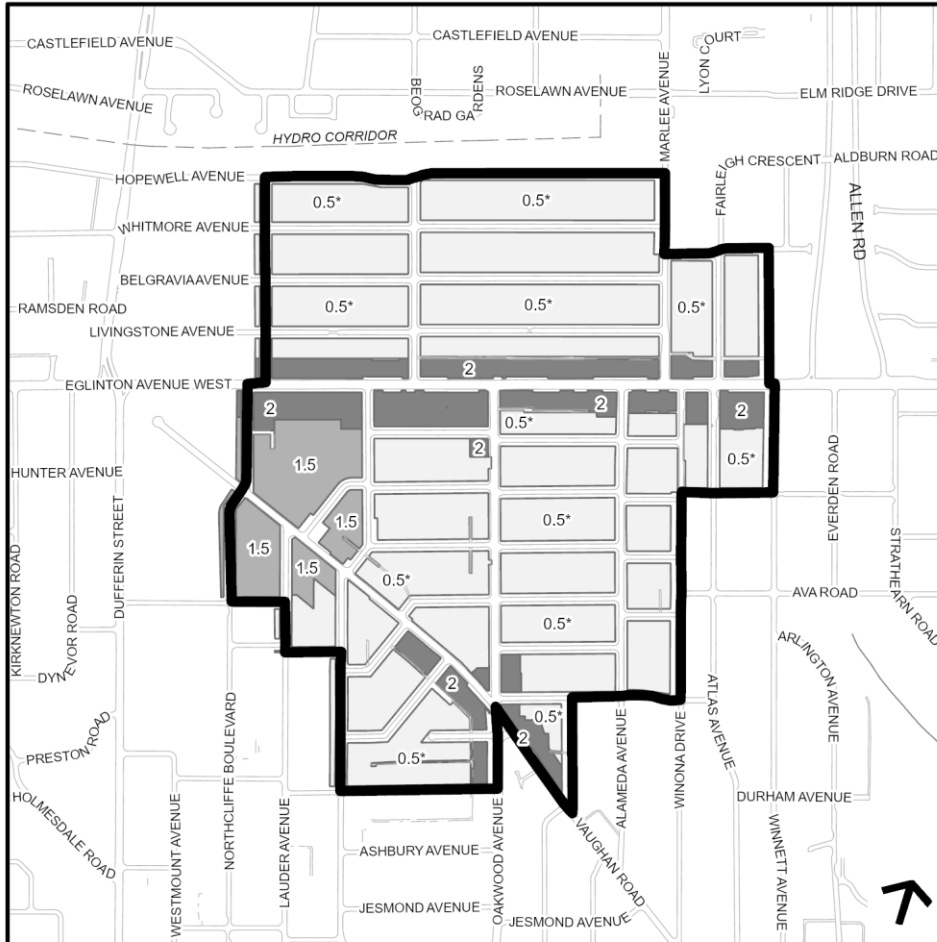 CASTLEFIELD AVENUE
CASTLEFIELD AVENUE
LYON COURT
ROSELAWN AVENUE
BEOGRAD GARDENS
ROSELAWN AVENUE
MARLEE AVENUE
ELM RIDGE DRIVE
HYDRO CORRIDOR
HOPEWELL AVENUE
FAIRLEIGH CRESCENT
ALDBURN ROAD
ALLEN RD
0.5*
0.5*
WHITMORE AVENUE
BELGRAVIA AVENUE
RAMSDEN ROAD
0.5*
0.5*
0.5*
LIVINGSTONE AVENUE
2
EGLINTON AVENUE WEST
2
2
2
0.5*
2
0.5*
HUNTER AVENUE
1.5
EVERDEN ROAD
STRATHEARN ROAD
DUFFERIN STREET
1.5
0.5*
1.5
1.5
KIRKNEWTON ROAD
0.5*
AVA ROAD
DYNEVOR ROAD
0.5*
ARLINGTON AVENUE
2
0.5*
2
PRESTON ROAD
0.5*
NORTHCLIFFE BOULEVARD
ALAMEDA AVENUE
WINONA DRIVE
ATLAS AVENUE
HOLMESDALE ROAD
DURHAM AVENUE
WESTMOUNT AVENUE
LAUDER AVENUE
ASHBURY AVENUE
OAKWOOD AVENUE
VAUGHAN ROAD
WINNETT AVENUE
JESMOND AVENUE
JESMOND AVENUE